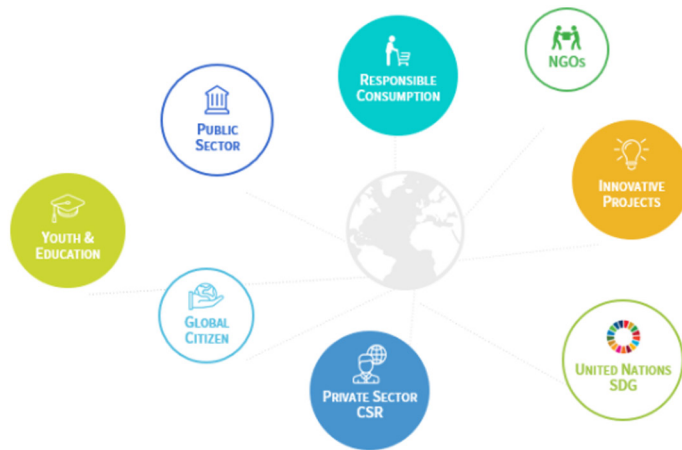 NGOs
RESPONSIBLE
CONSUMPTION
PUBLIC
SECTOR
INNOVATIVE
PROJECTS
YOUTH &
EDUCATION
GLOBAL
CITIZEN
UNITED NATIONS
SDG
PRIVATE SECTOR
CSR